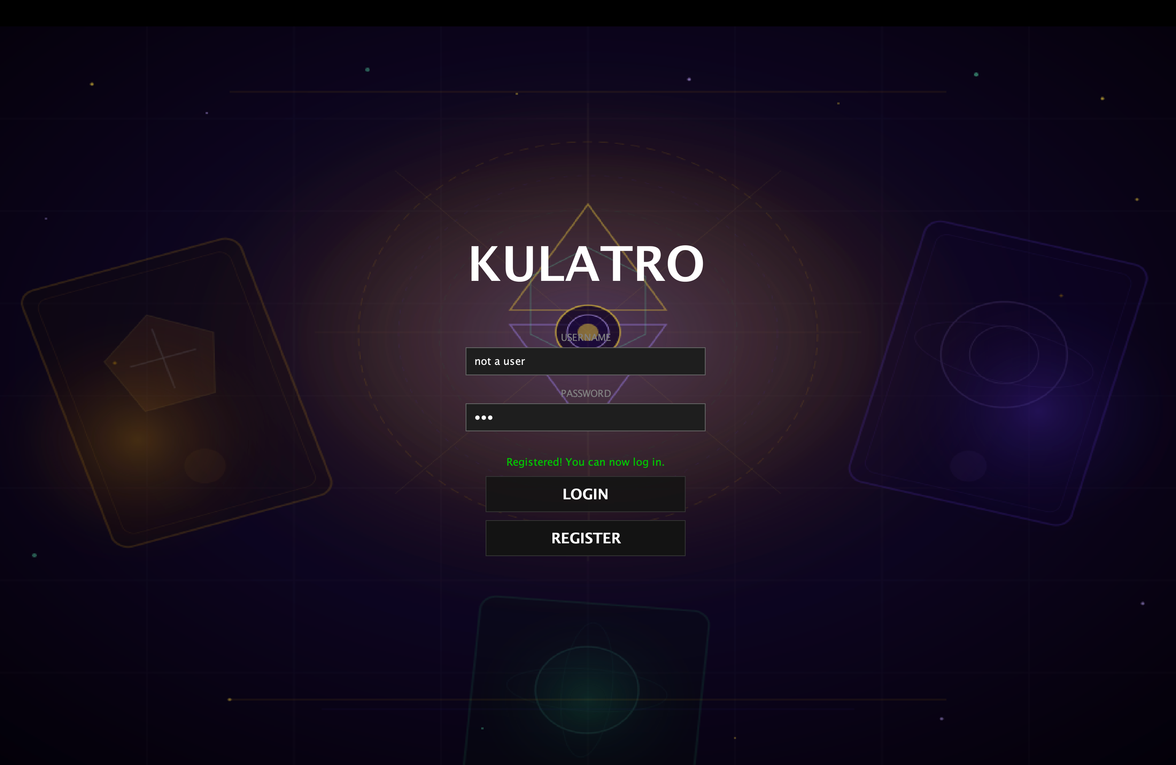 KULATRO
USERNAME
not a user
PASSWORD
•••
Registered! You can now log in.
LOGIN
REGISTER